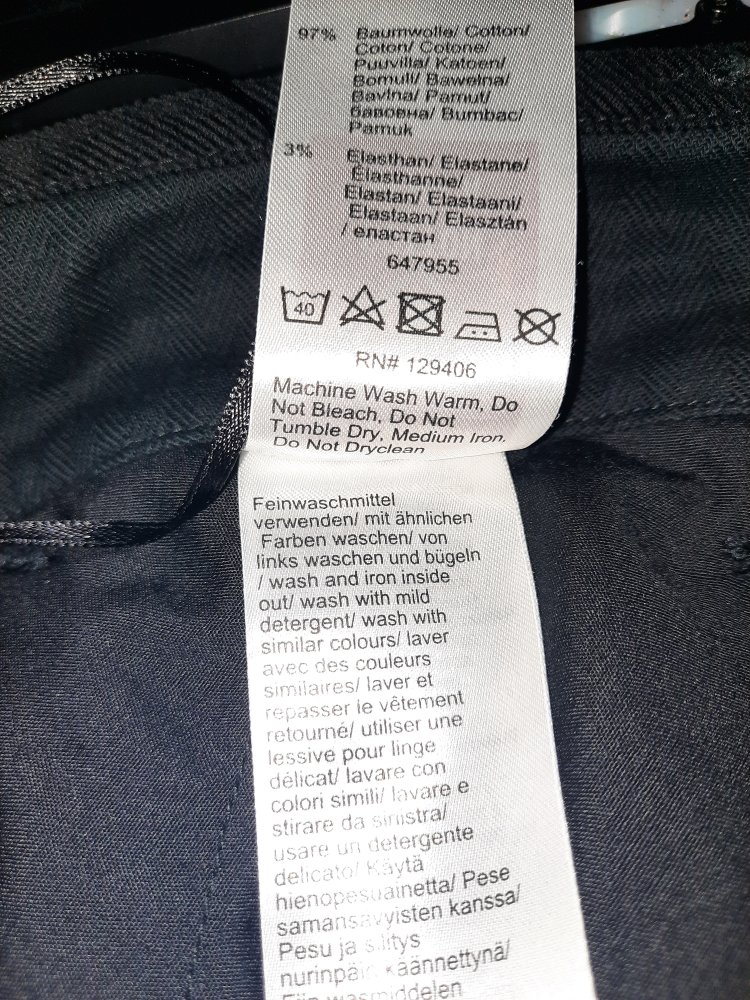 97% Baumwolle/ Cotton/
Coton/ Cotone/
Puuvilla/ Katoen/
Bomull/ Bawełna/
Bavlna/ Pamut/
бавовна/ Bumbac/
Pamuk
3% Elasthan/ Elastane/
Élasthanne/
Elastan/ Elastaani/
Elastaan/ Elasztán
/ еластан
647955
40
RN# 129406
Machine Wash Warm, Do
Not Bleach, Do Not
Tumble Dry, Medium Iron,
Do Not Dryclean
Feinwaschmittel
verwenden/ mit ähnlichen
Farben waschen/ von
links waschen und bügeln
/ wash and iron inside
out/ wash with mild
detergent/ wash with
similar colours/ laver
avec des couleurs
similaires/ laver et
repasser le vêtement
retourné/ utiliser une
lessive pour linge
délicat/ lavare con
colori simili/ lavare e
stirare da sinistra/
usare un detergente
delicato/ Käytä
hienopesuainetta/ Pese
samansävyisten kanssa/
Pesu ja silitys
nurinpäin käännettynä/
Fijn wasmiddelen